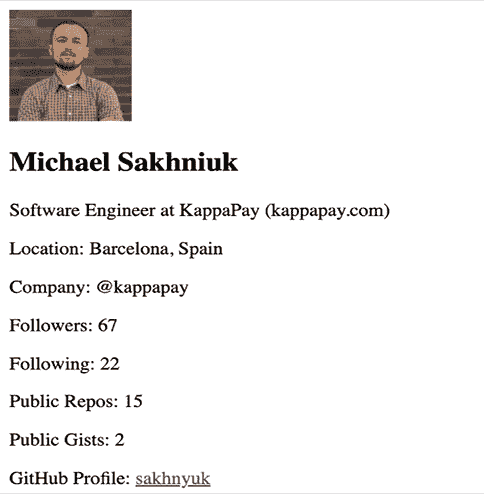 Michael Sakhniuk
Software Engineer at KappaPay (kappapay.com)
Location: Barcelona, Spain
Company: @kappapay
Followers: 67
Following: 22
Public Repos: 15
Public Gists: 2
GitHub Profile: sakhnyuk